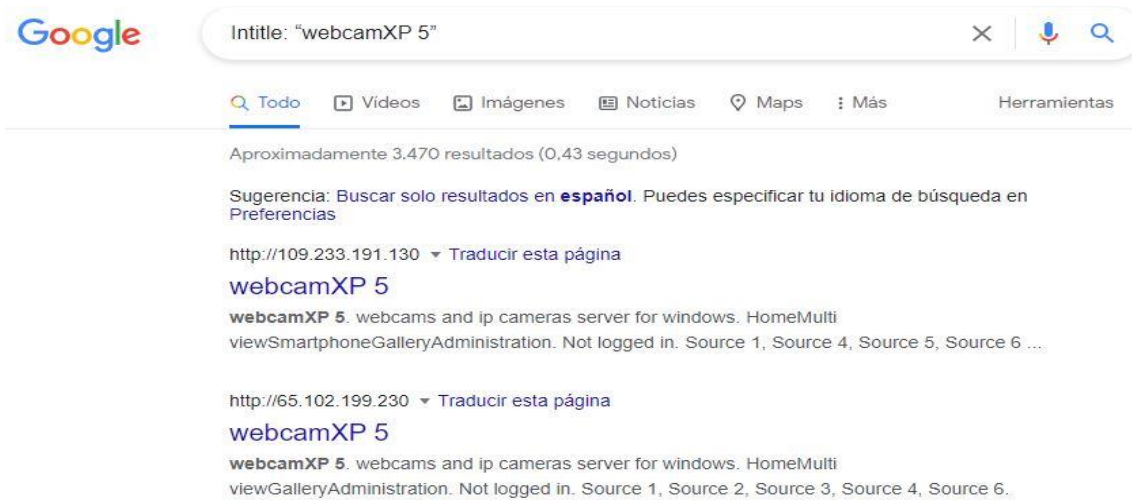 Google
Intitle: “webcamXP 5”
Todo Vídeos Imágenes Noticias Maps Más Herramientas
Aproximadamente 3.470 resultados (0,43 segundos)
Sugerencia: Buscar solo resultados en español. Puedes especificar tu idioma de búsqueda en
Preferencias
http://109.233.191.130 Traducir esta página
webcamXP 5
webcamXP 5. webcams and ip cameras server for windows. HomeMulti
viewSmartphoneGalleryAdministration. Not logged in. Source 1, Source 4, Source 5, Source 6 ...
http://65.102.199.230 Traducir esta página
webcamXP 5
webcamXP 5. webcams and ip cameras server for windows. HomeMulti
viewGalleryAdministration. Not logged in. Source 1, Source 2, Source 3, Source 4, Source 6.